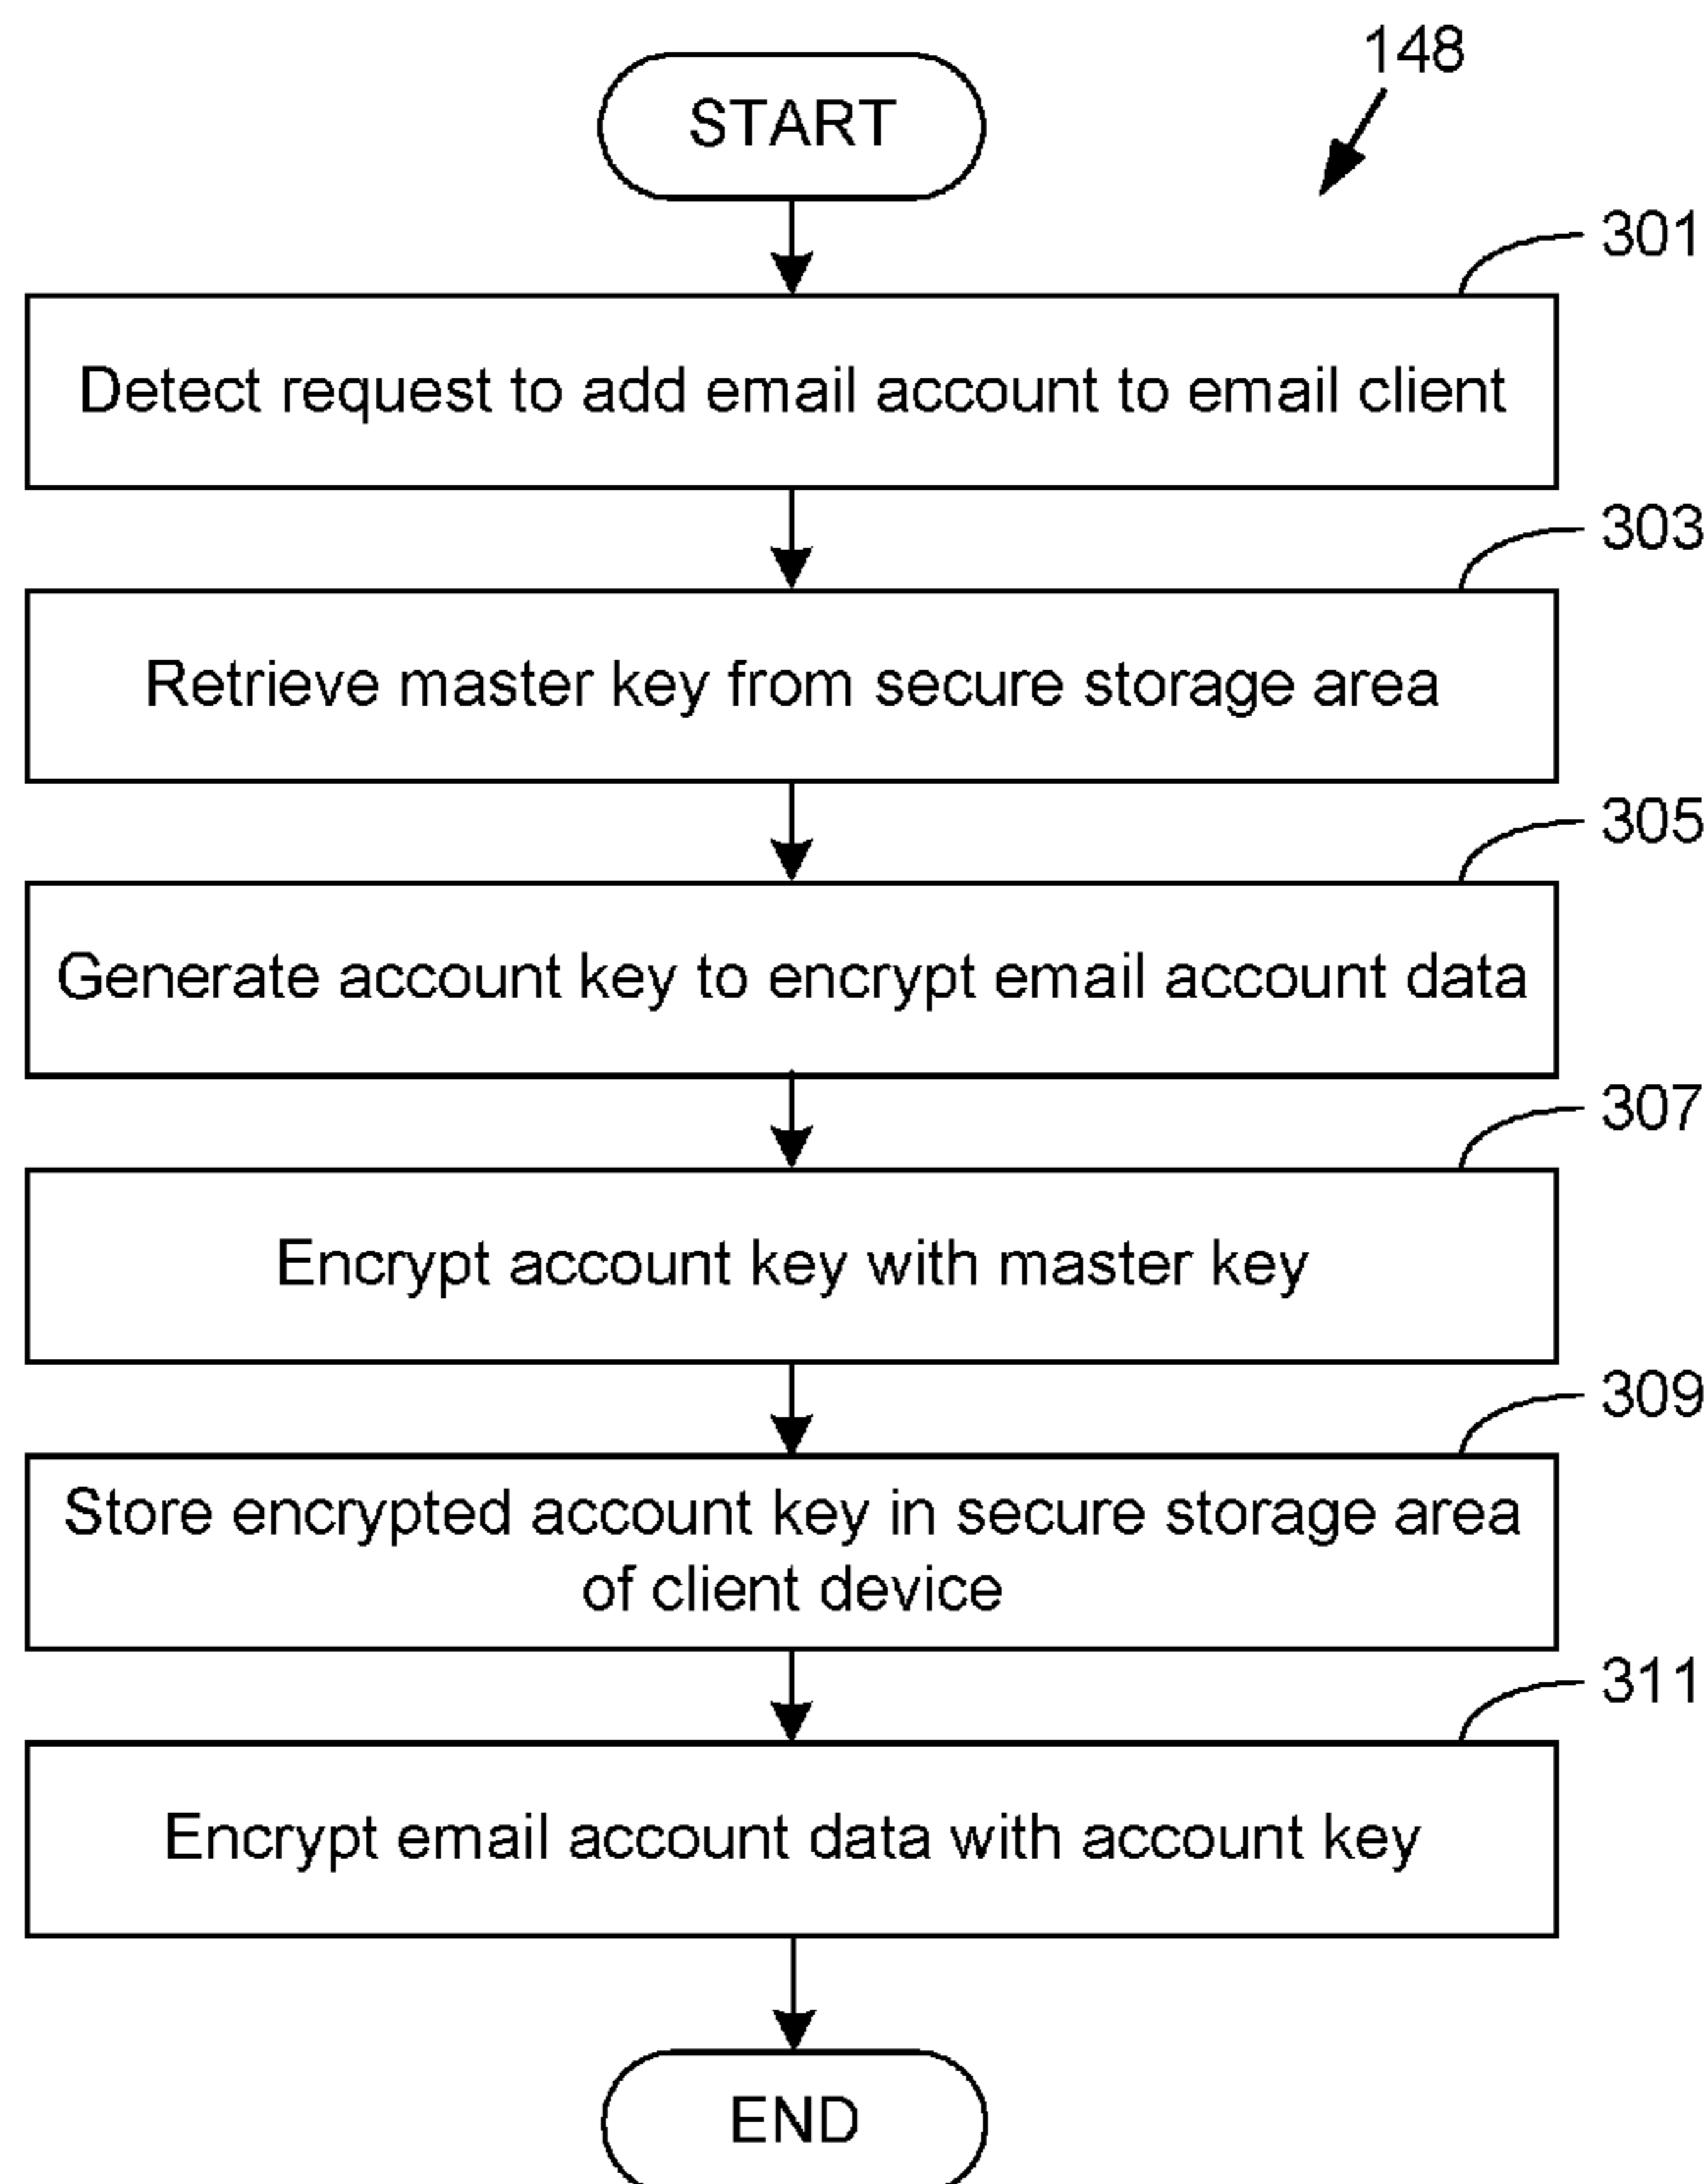 148
START
301
Detect request to add email account to email client
303
Retrieve master key from secure storage area
305
Generate account key to encrypt email account data
307
Encrypt account key with master key
309
Store encrypted account key in secure storage area
of client device
311
Encrypt email account data with account key
END